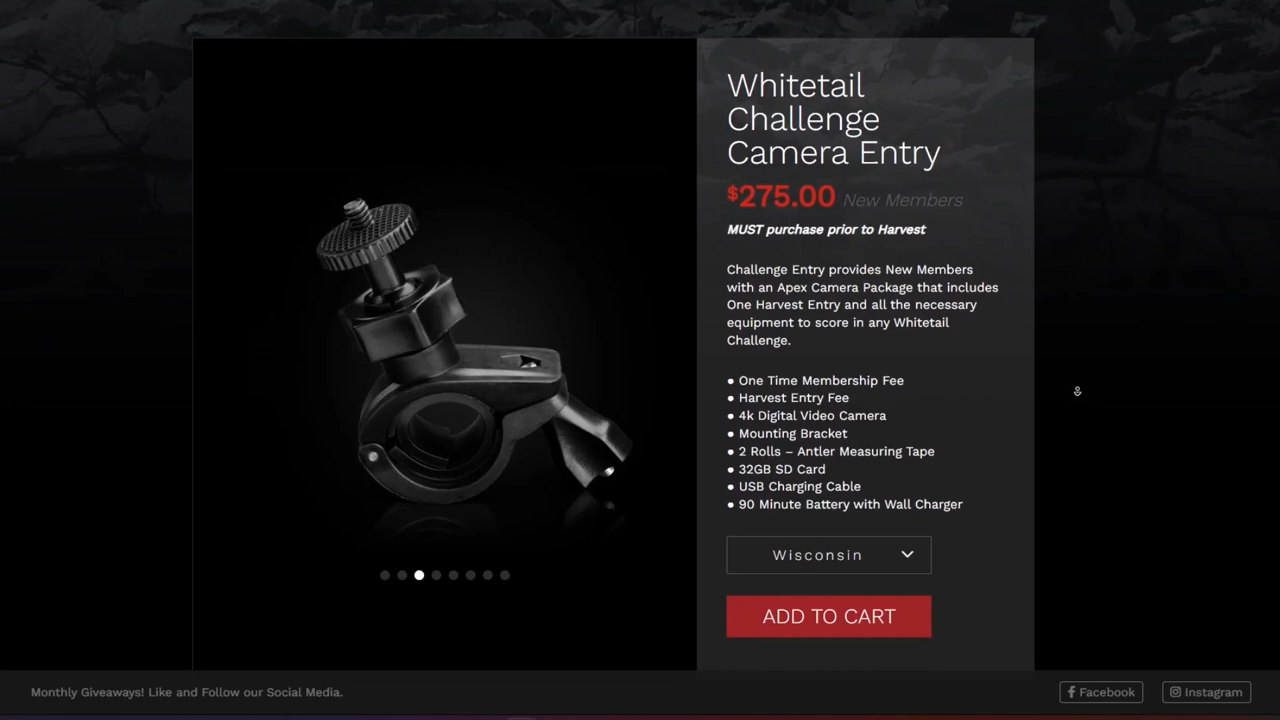 Whitetail
Challenge
Camera Entry
$275.00 New Members
MUST purchase prior to Harvest
Challenge Entry provides New Members
with an Apex Camera Package that includes
One Harvest Entry and all the necessary
equipment to score in any Whitetail
Challenge.
● One Time Membership Fee
● Harvest Entry Fee
● 4k Digital Video Camera
● Mounting Bracket
● 2 Rolls – Antler Measuring Tape
● 32GB SD Card
● USB Charging Cable
● 90 Minute Battery with Wall Charger
Wisconsin
ADD TO CART
Monthly Giveaways! Like and Follow our Social Media.
Facebook
Instagram